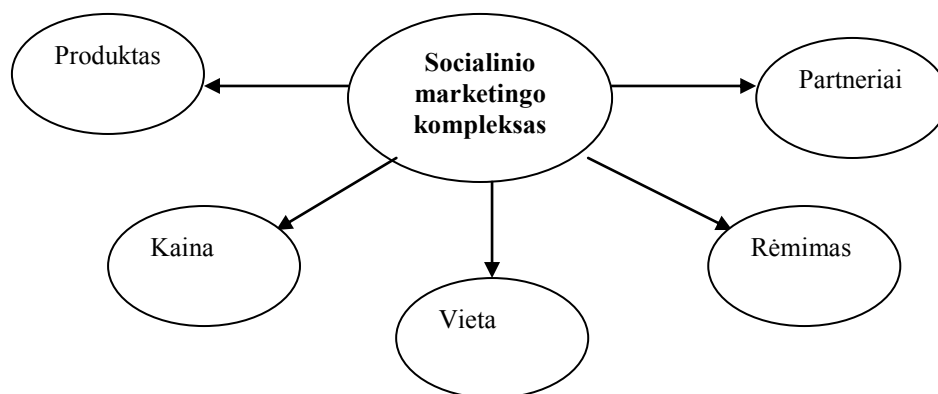 Produktas
Socialinio
marketingo
kompleksas
Partneriai
Kaina
Vieta
Rėmimas